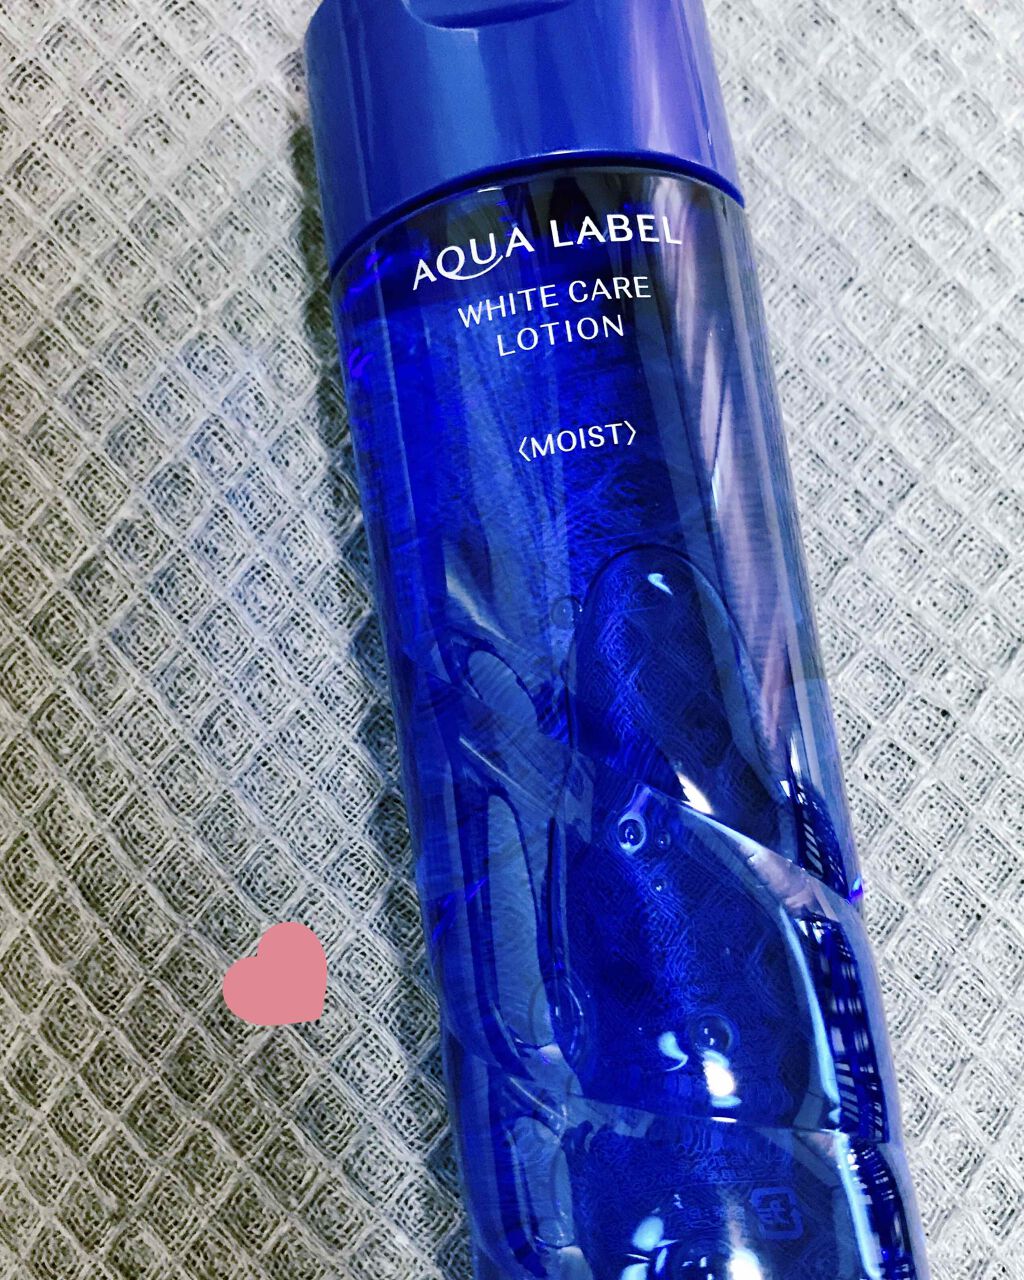 AQUA LABEL
WHITE CARE
LOTION
〈MOIST〉